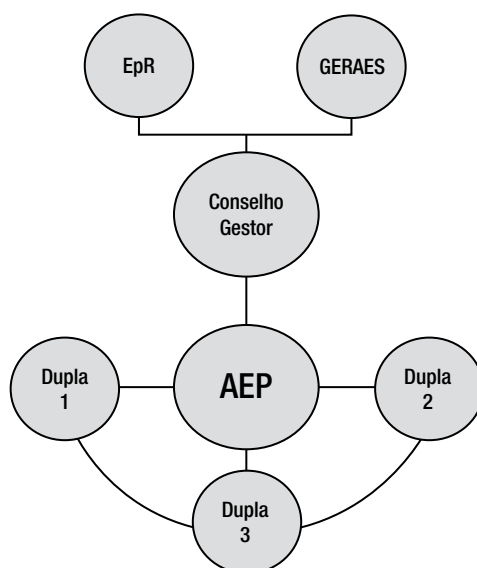 EpR
GERAES
Conselho
Gestor
AEP
Dupla
1
Dupla
2
Dupla
3